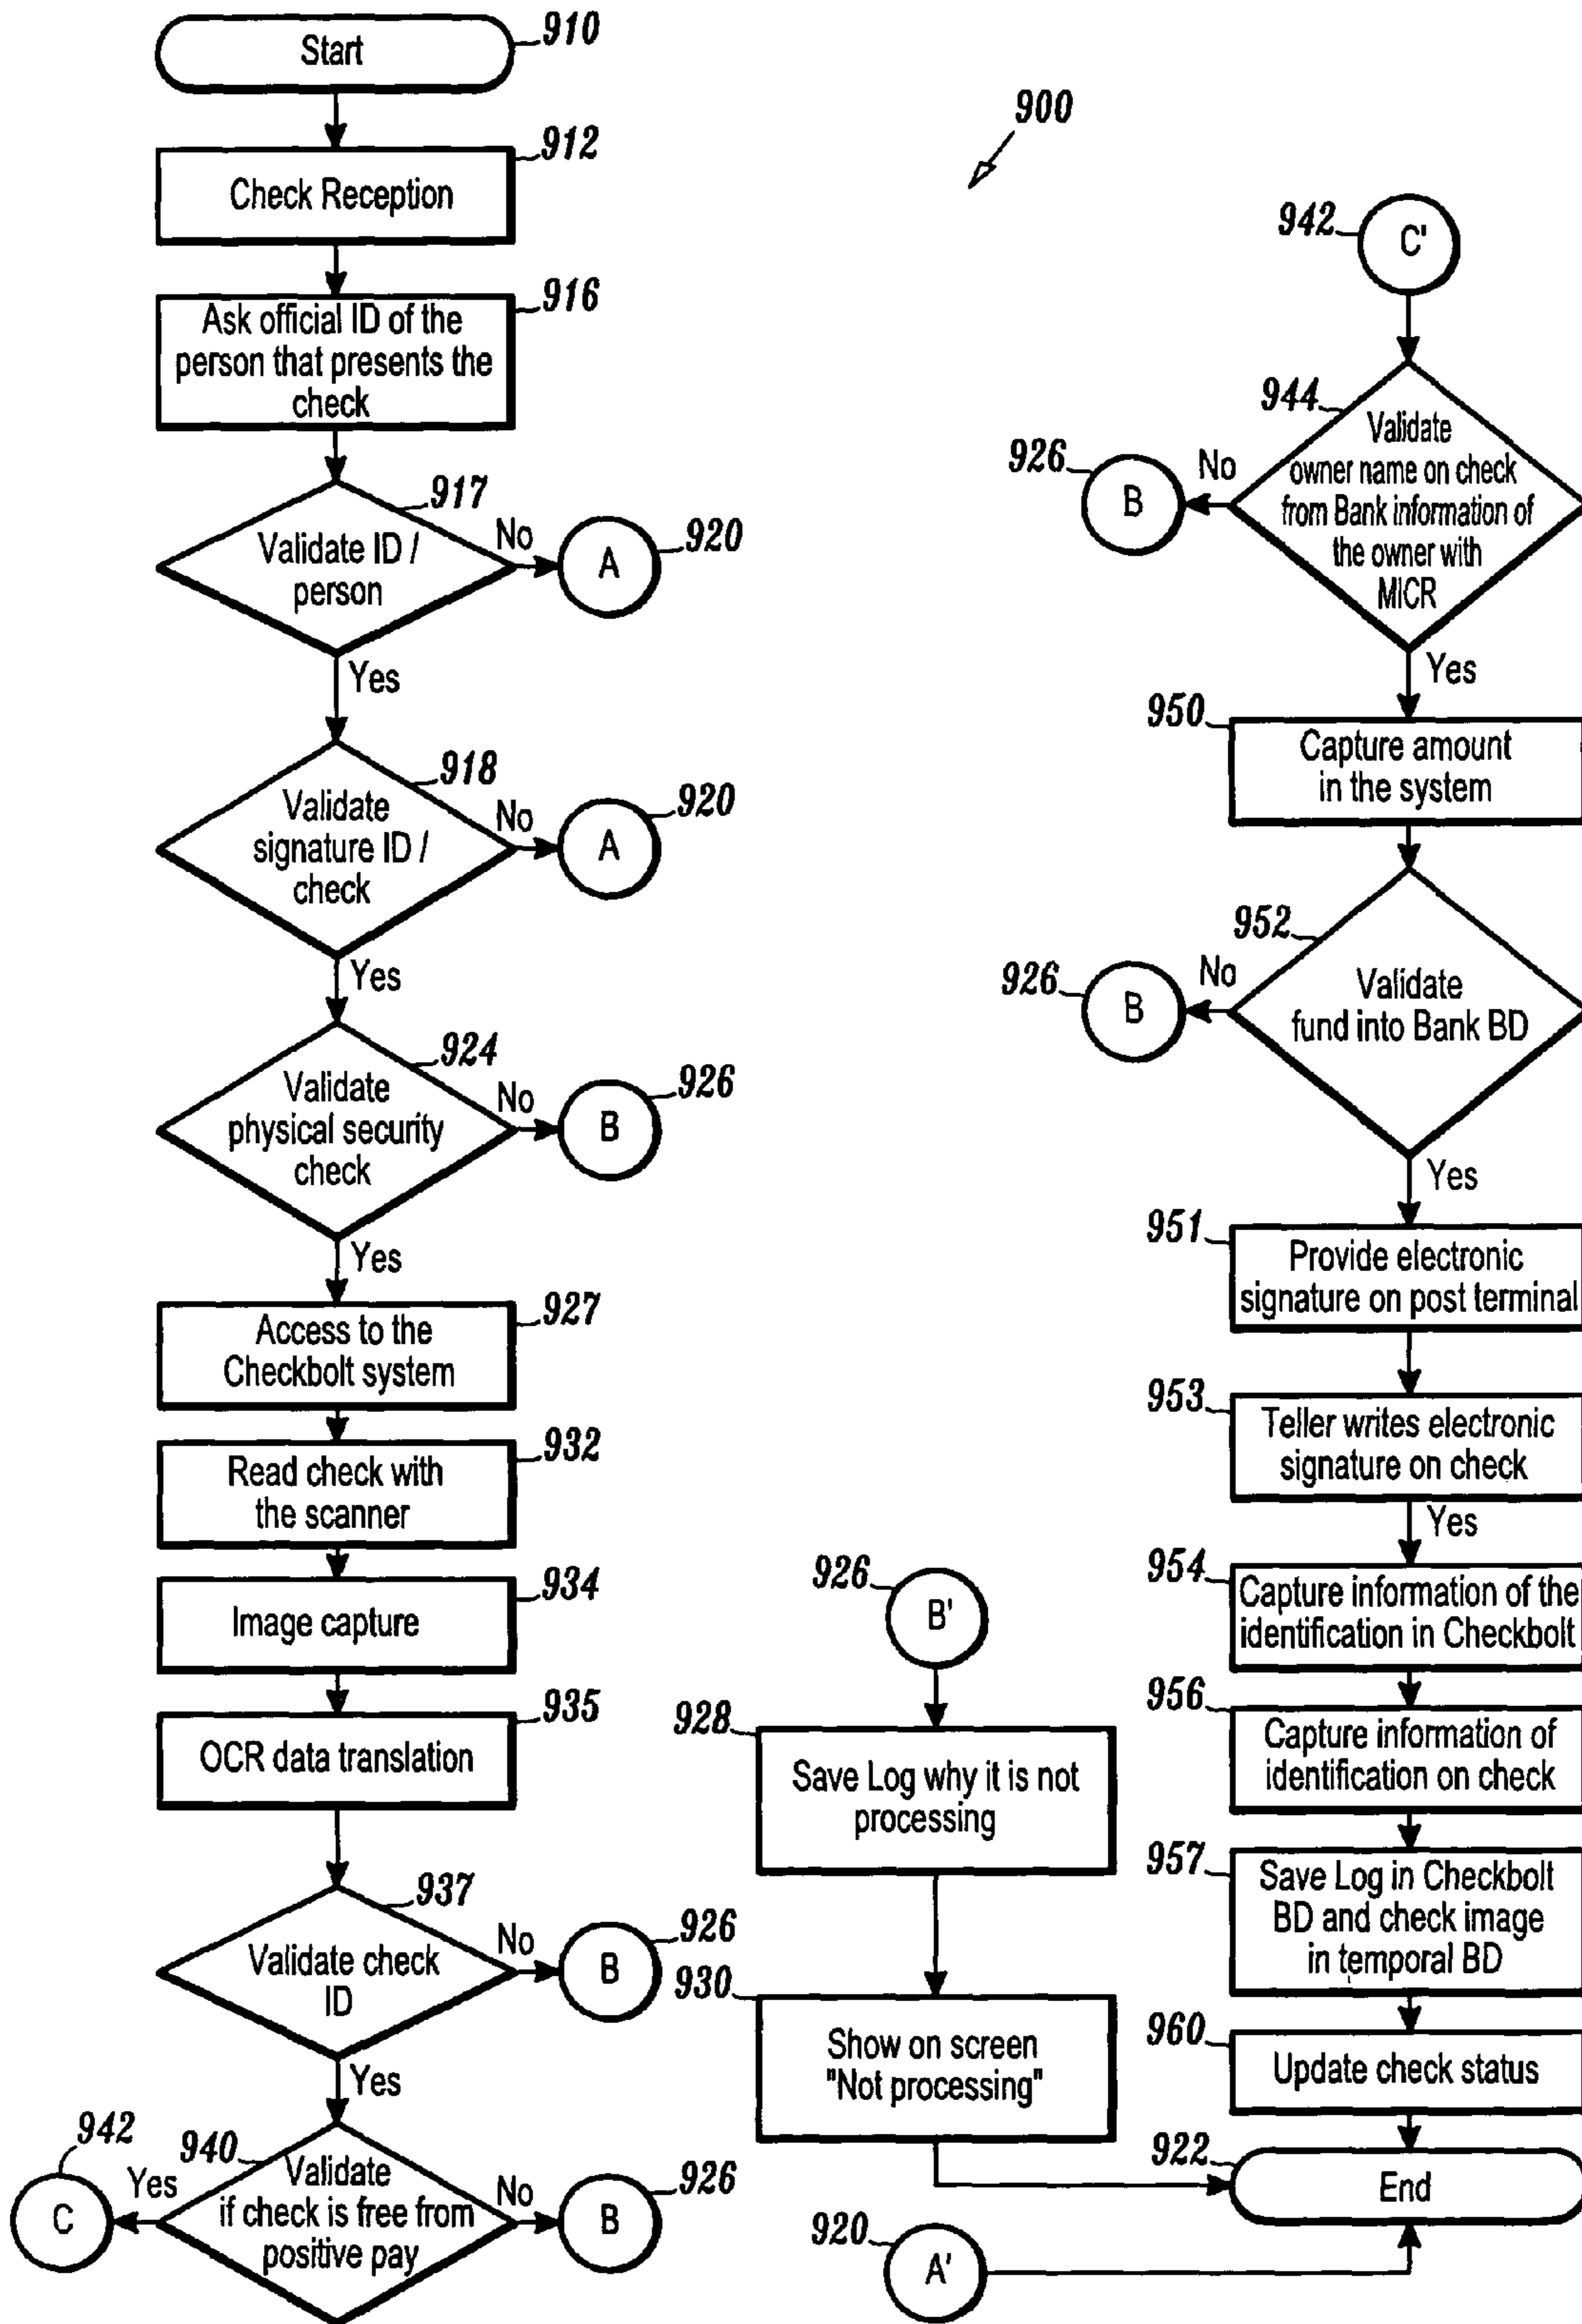 Start
910
Check Reception
912
Ask official ID of the
person that presents the
check
916
917
Validate ID /
person
No
A
920
Yes
918
Validate
signature ID /
check
No
A
920
Yes
924
Validate
physical security
check
No
B
926
Yes
Access to the
Checkbolt system
927
Read check with
the scanner
932
Image capture
934
OCR data translation
935
937
Validate check
ID
No
B
926
Yes
940
Validate
if check is free from
positive pay
Yes
942
C
No
B
926
900
926
B'
928
Save Log why it is not
processing
930
Show on screen
"Not processing"
920
A'
942
C'
944
Validate
owner name on check
from Bank information of
the owner with
MICR
No
926
B
Yes
950
Capture amount
in the system
952
Validate
fund into Bank BD
No
926
B
Yes
951
Provide electronic
signature on post terminal
953
Teller writes electronic
signature on check
Yes
954
Capture information of the
identification in Checkbolt
956
Capture information of
identification on check
957
Save Log in Checkbolt
BD and check image
in temporal BD
960
Update check status
922
End